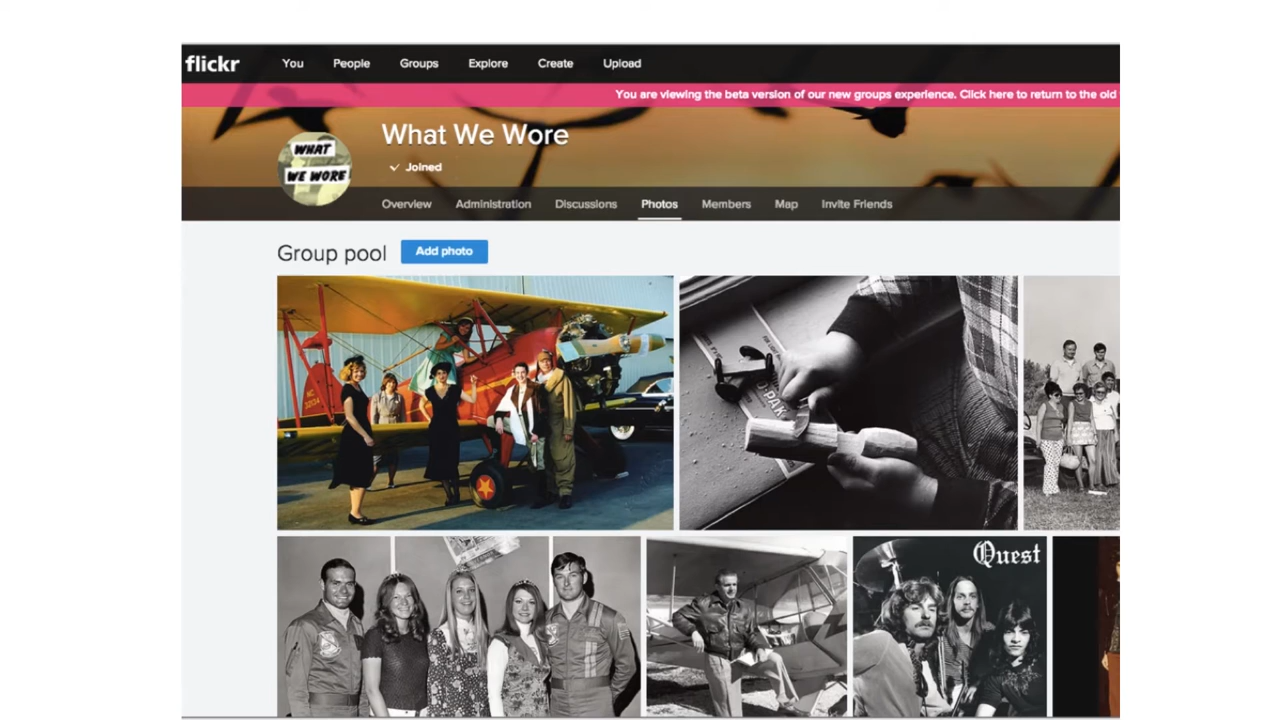 flickr You People Groups Explore Create Upload
You are viewing the beta version of our new groups experience. Click here to return to the old
What We Wore
WHAT
WE WORE
Joined
Overview Administration Discussions Photos Members Map Invite Friends
Group pool Add photo
Quest